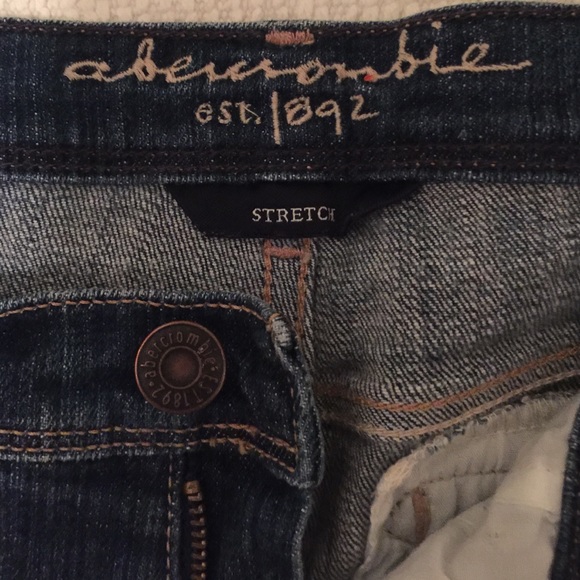 abercrombie
est. 1892
STRETCH
abercrombie • EST. 1892 •